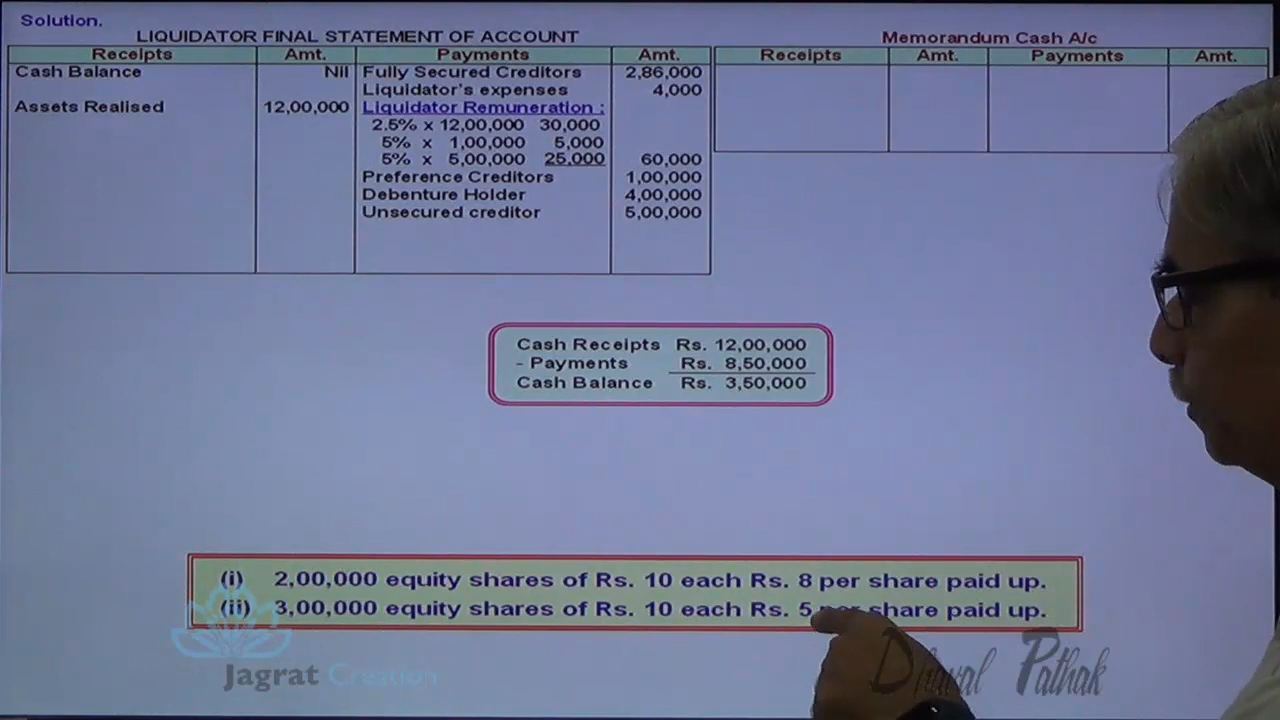 Solution.
LIQUIDATOR FINAL STATEMENT OF ACCOUNT
Receipts Amt. Payments Amt.
Cash Balance Nil Fully Secured Creditors 2,86,000
Liquidator's expenses 4,000
Assets Realised 12,00,000 Liquidator Remuneration :
2.5% x 12,00,000 30,000
5% x 1,00,000 5,000
5% x 5,00,000 25,000 60,000
Preference Creditors 1,00,000
Debenture Holder 4,00,000
Unsecured creditor 5,00,000
Memorandum Cash A/c
Receipts Amt. Payments Amt.
Cash Receipts Rs. 12,00,000
- Payments Rs. 8,50,000
Cash Balance Rs. 3,50,000
(i) 2,00,000 equity shares of Rs. 10 each Rs. 8 per share paid up.
(ii) 3,00,000 equity shares of Rs. 10 each Rs. 5 per share paid up.
Jagrat Creation
Dhawal Pathak